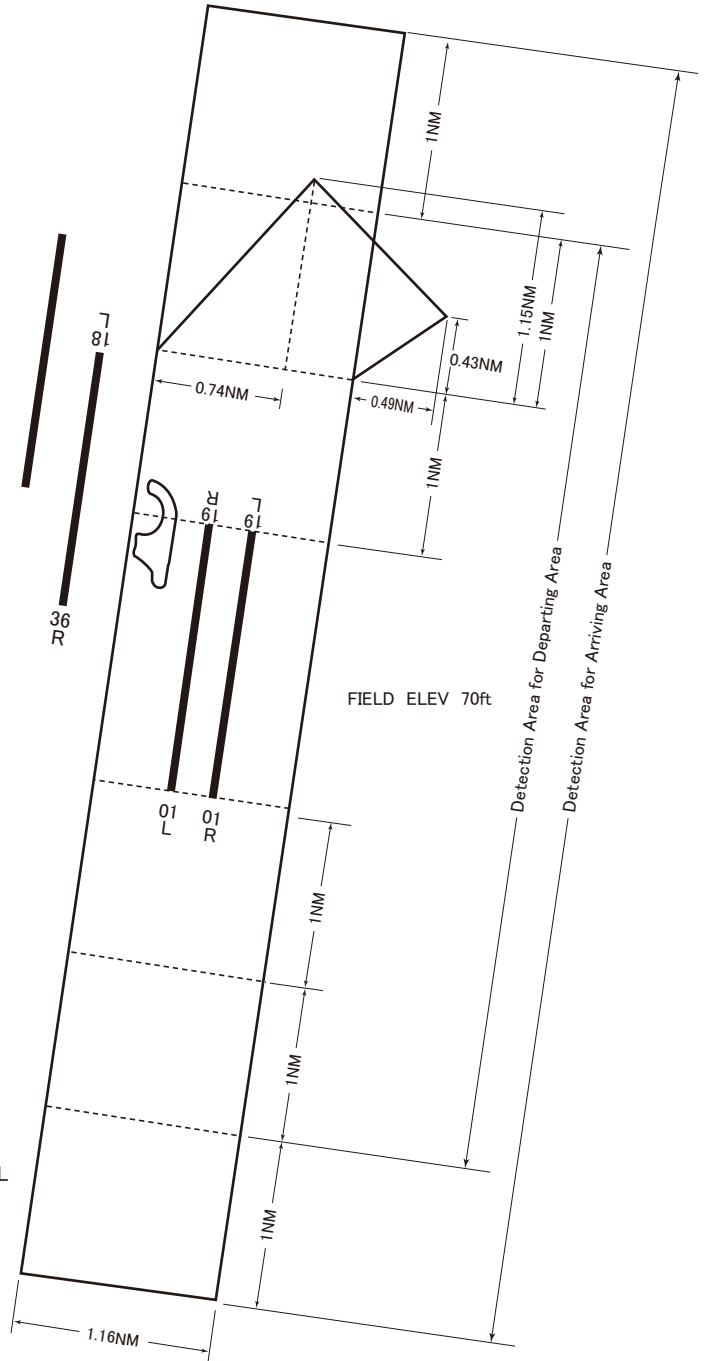 1NM
1.15NM
1NM
0.43NM
0.74NM
0.49NM
1NM
18
L
19
R
19
L
36
R
FIELD ELEV 70ft
Detection Area for Departing Area
Detection Area for Arriving Area
01
L
01
R
1NM
1NM
L
1NM
1.16NM